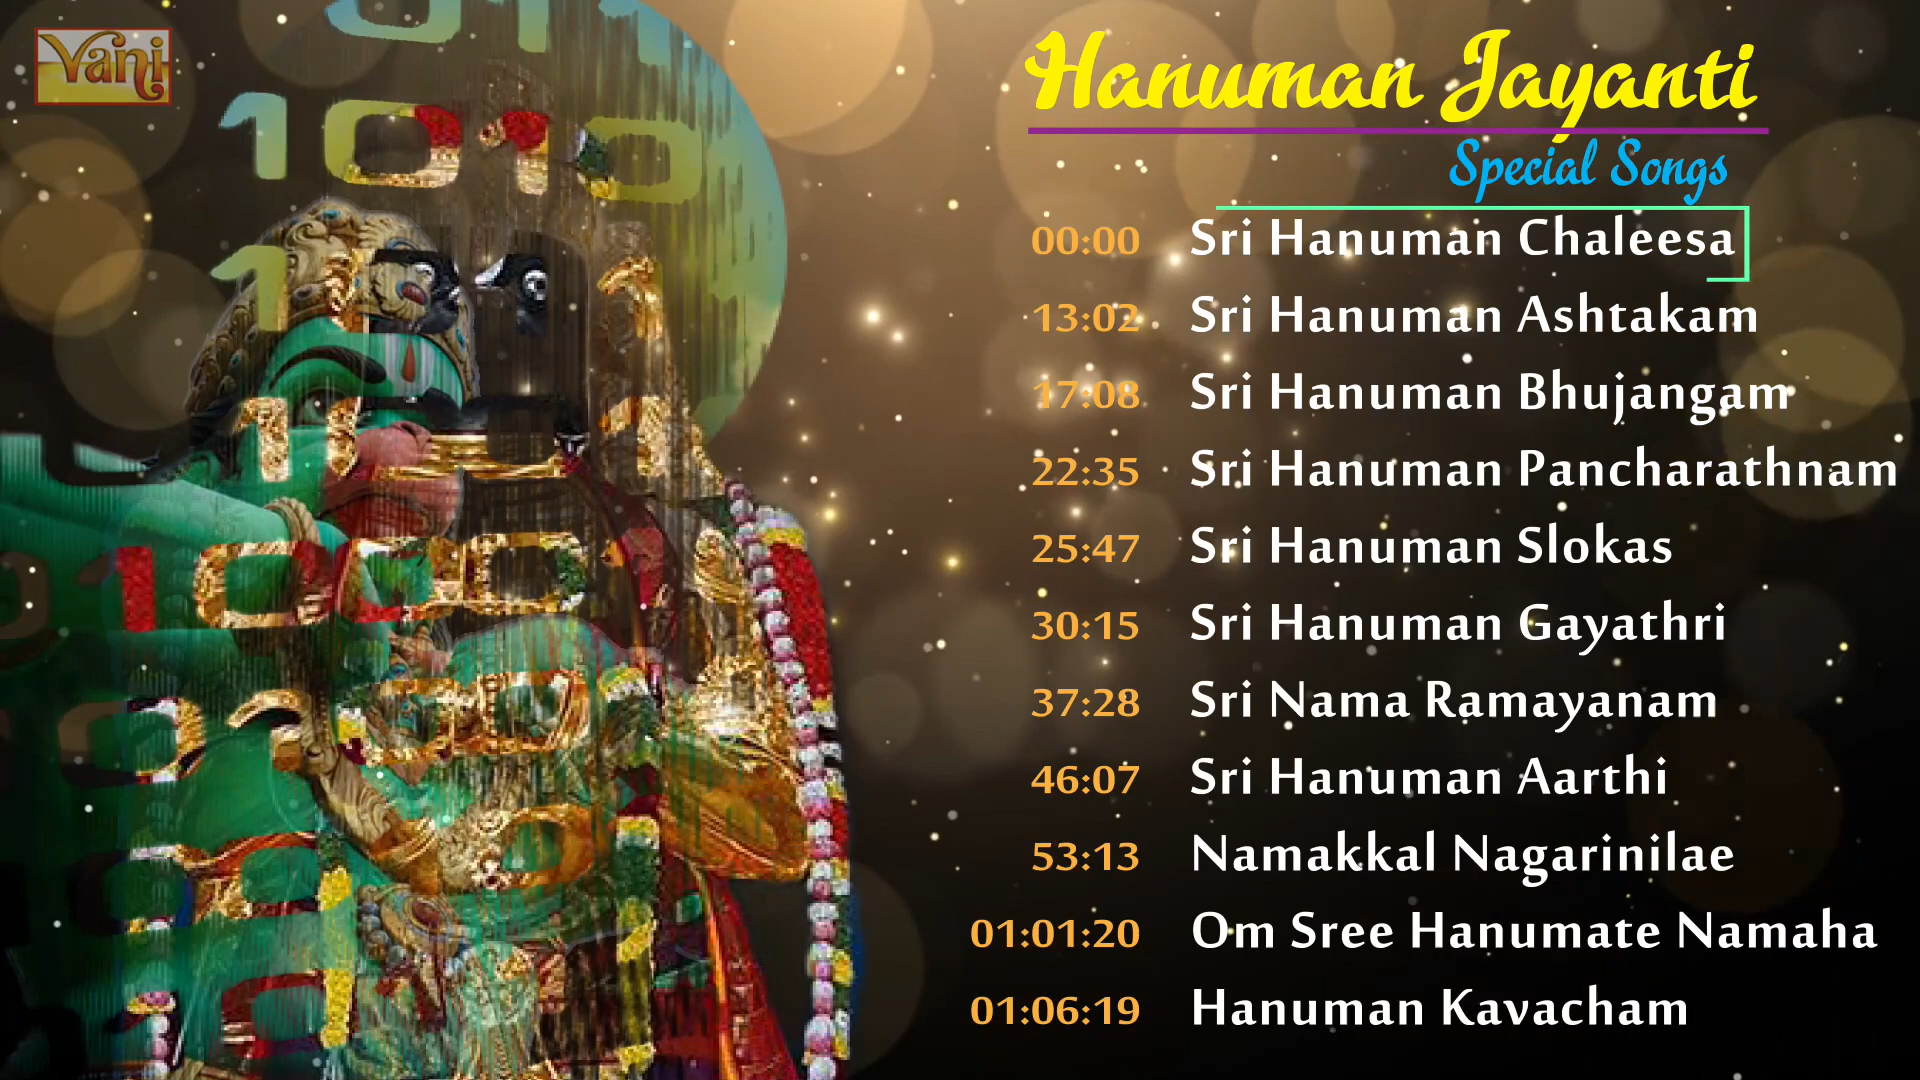 Vani
Hanuman Jayanti
Special Songs
00:00 Sri Hanuman Chaleesa
13:02 Sri Hanuman Ashtakam
17:08 Sri Hanuman Bhujangam
22:35 Sri Hanuman Pancharathnam
25:47 Sri Hanuman Slokas
30:15 Sri Hanuman Gayathri
37:28 Sri Nama Ramayanam
46:07 Sri Hanuman Aarthi
53:13 Namakkal Nagarinilae
01:01:20 Om Sree Hanumate Namaha
01:06:19 Hanuman Kavacham